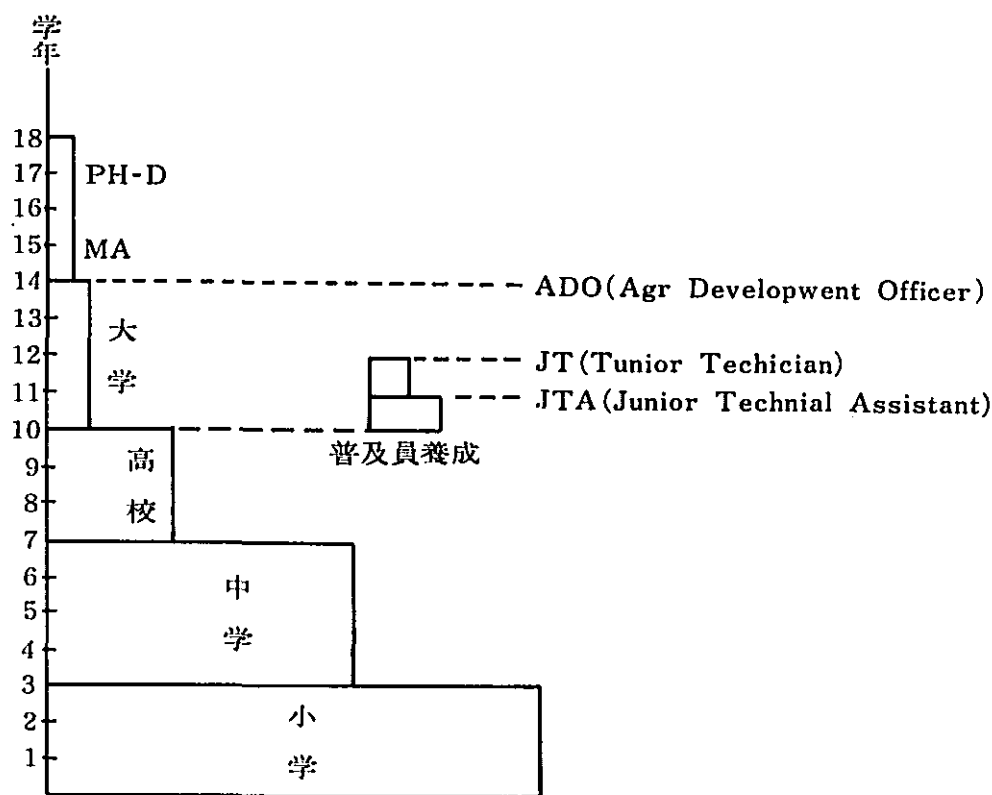 学年
18
17 PH-D
16
15 MA
14 ADO(Agr Developwent Officer)
13 大学
12 JT(Tunior Techician)
11 JTA(Junior Technial Assistant)
10 普及員養成
9 高校
8
7
6 中学
5
4
3
2 小学
1